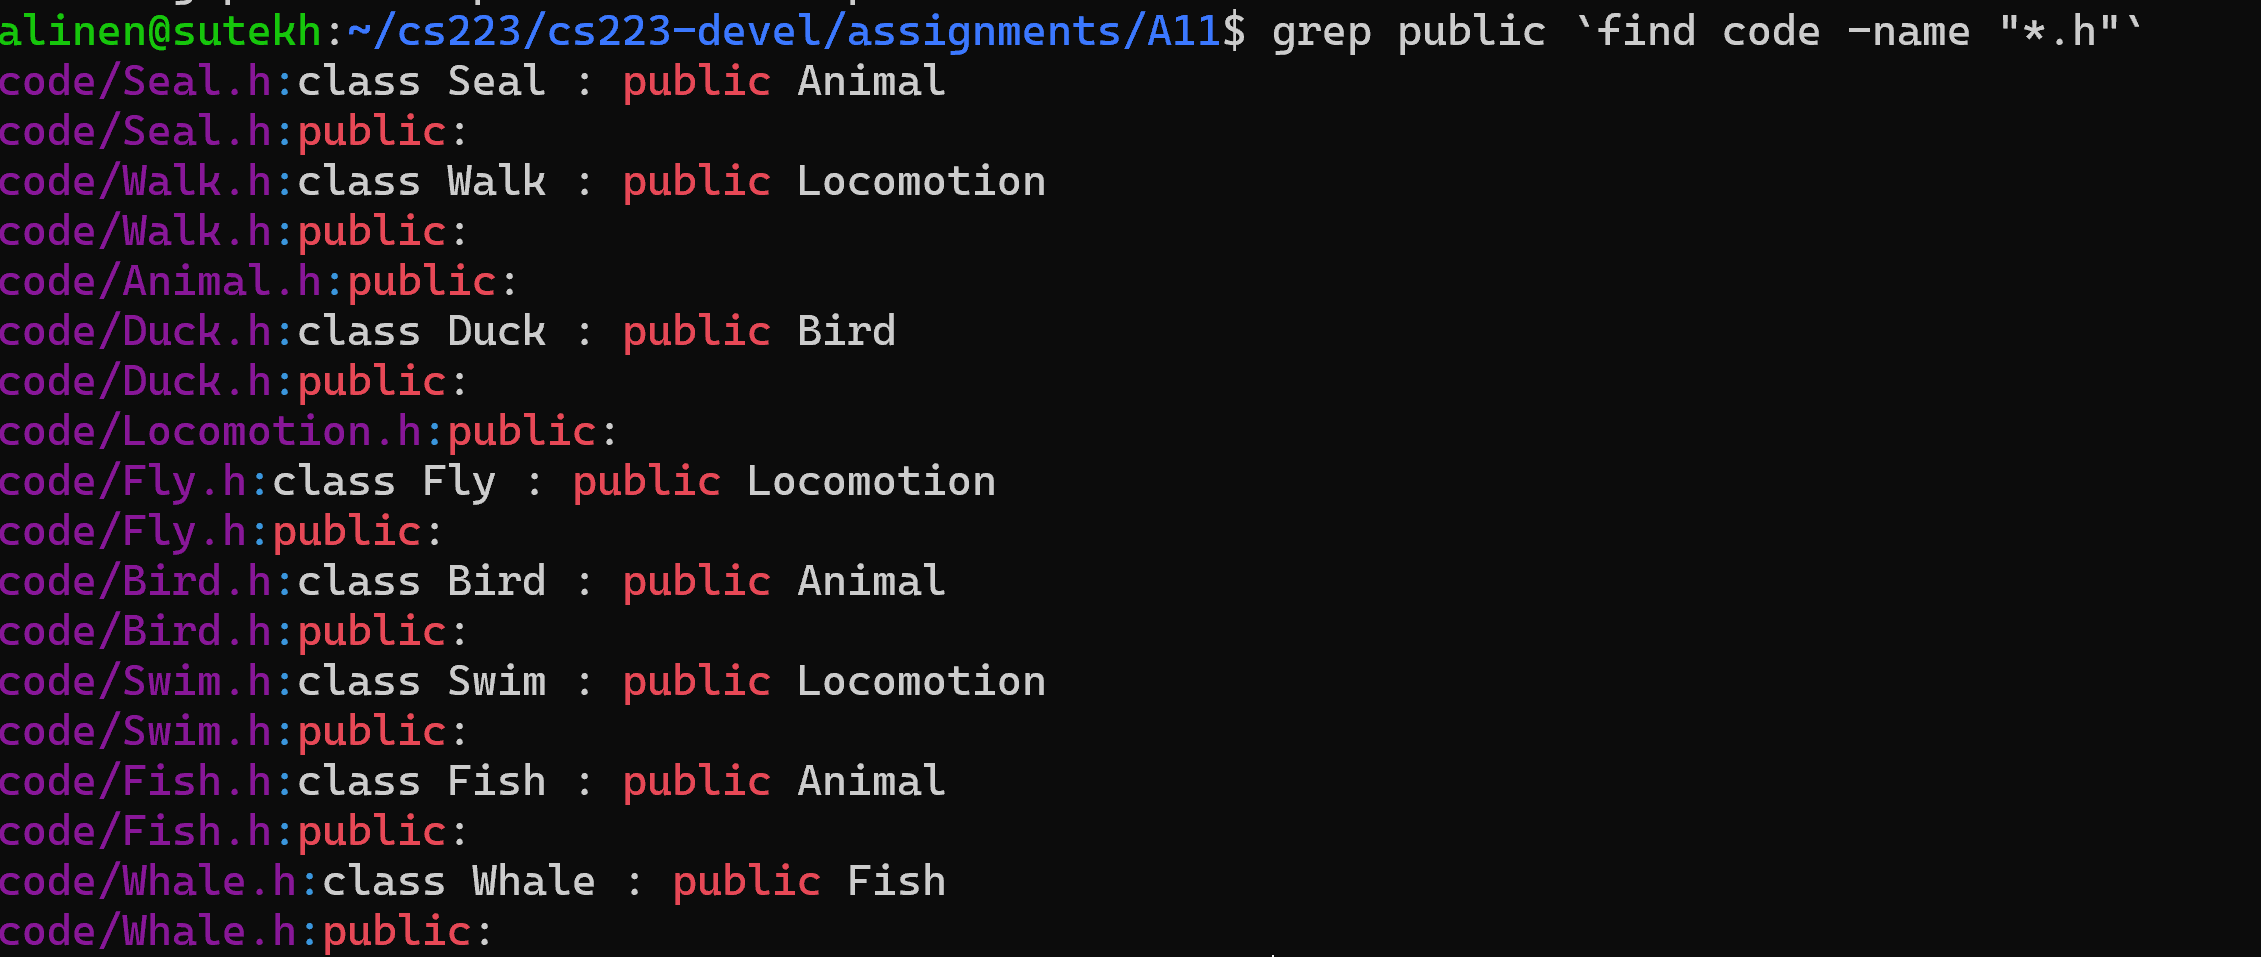 alinen@sutekh:~/cs223/cs223-devel/assignments/A11$ grep public `find code -name "*.h"`
code/Seal.h:class Seal : public Animal
code/Seal.h:public:
code/Walk.h:class Walk : public Locomotion
code/Walk.h:public:
code/Animal.h:public:
code/Duck.h:class Duck : public Bird
code/Duck.h:public:
code/Locomotion.h:public:
code/Fly.h:class Fly : public Locomotion
code/Fly.h:public:
code/Bird.h:class Bird : public Animal
code/Bird.h:public:
code/Swim.h:class Swim : public Locomotion
code/Swim.h:public:
code/Fish.h:class Fish : public Animal
code/Fish.h:public:
code/Whale.h:class Whale : public Fish
code/Whale.h:public: